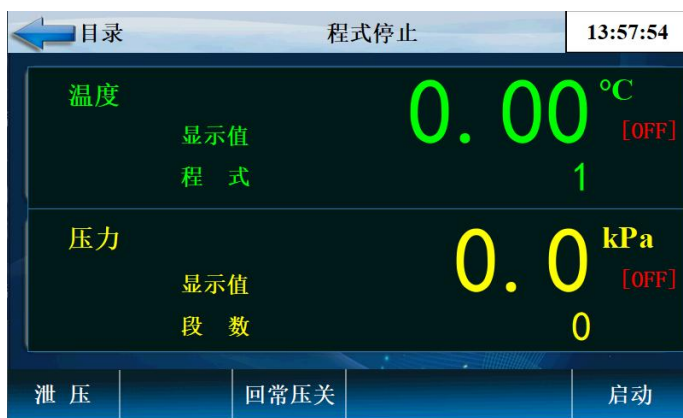 目录 程式停止 13:57:54
温度 0.00 °C
显示值 [OFF]
程 式 1
压力 0.0 kPa
显示值 [OFF]
段 数 0
泄 压 回常压关 启动